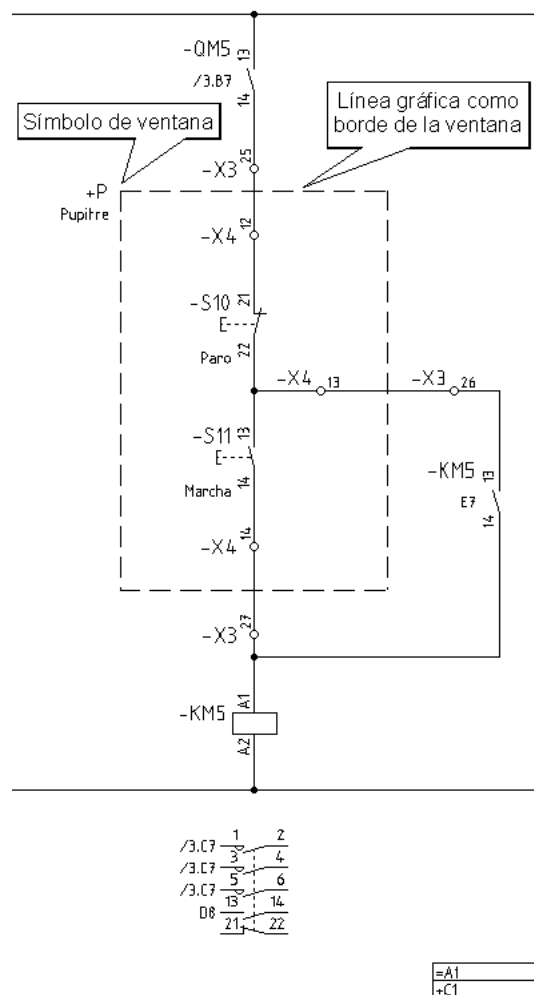 -QM5
13
/3.B7
14
Símbolo de ventana
Línea gráfica como
borde de la ventana
-X3
25
+P
Pupitre
-X4
12
-S10
21
E
22
Paro
-X4
13
-X3
26
-S11
13
E
14
Marcha
-KM5
13
E7
14
-X4
14
-X3
27
-KM5
A1
A2
/3.C7 1 2
/3.E7 3 4
/3.C7 5 6
D8 13 14
21 22
=A1
+C1